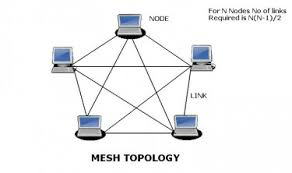 For N Nodes No of links
Required is N(N-1)/2
NODE
LINK
MESH TOPOLOGY